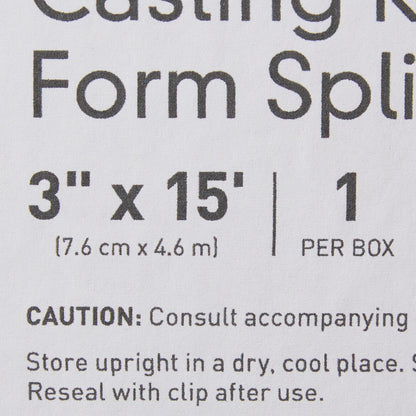 Casting
Form
3" x 15' 1
(7.6 cm x 4.6 m) PER BOX
CAUTION: Consult accompanying
Store upright in a dry, cool place.
Reseal with clip after use.